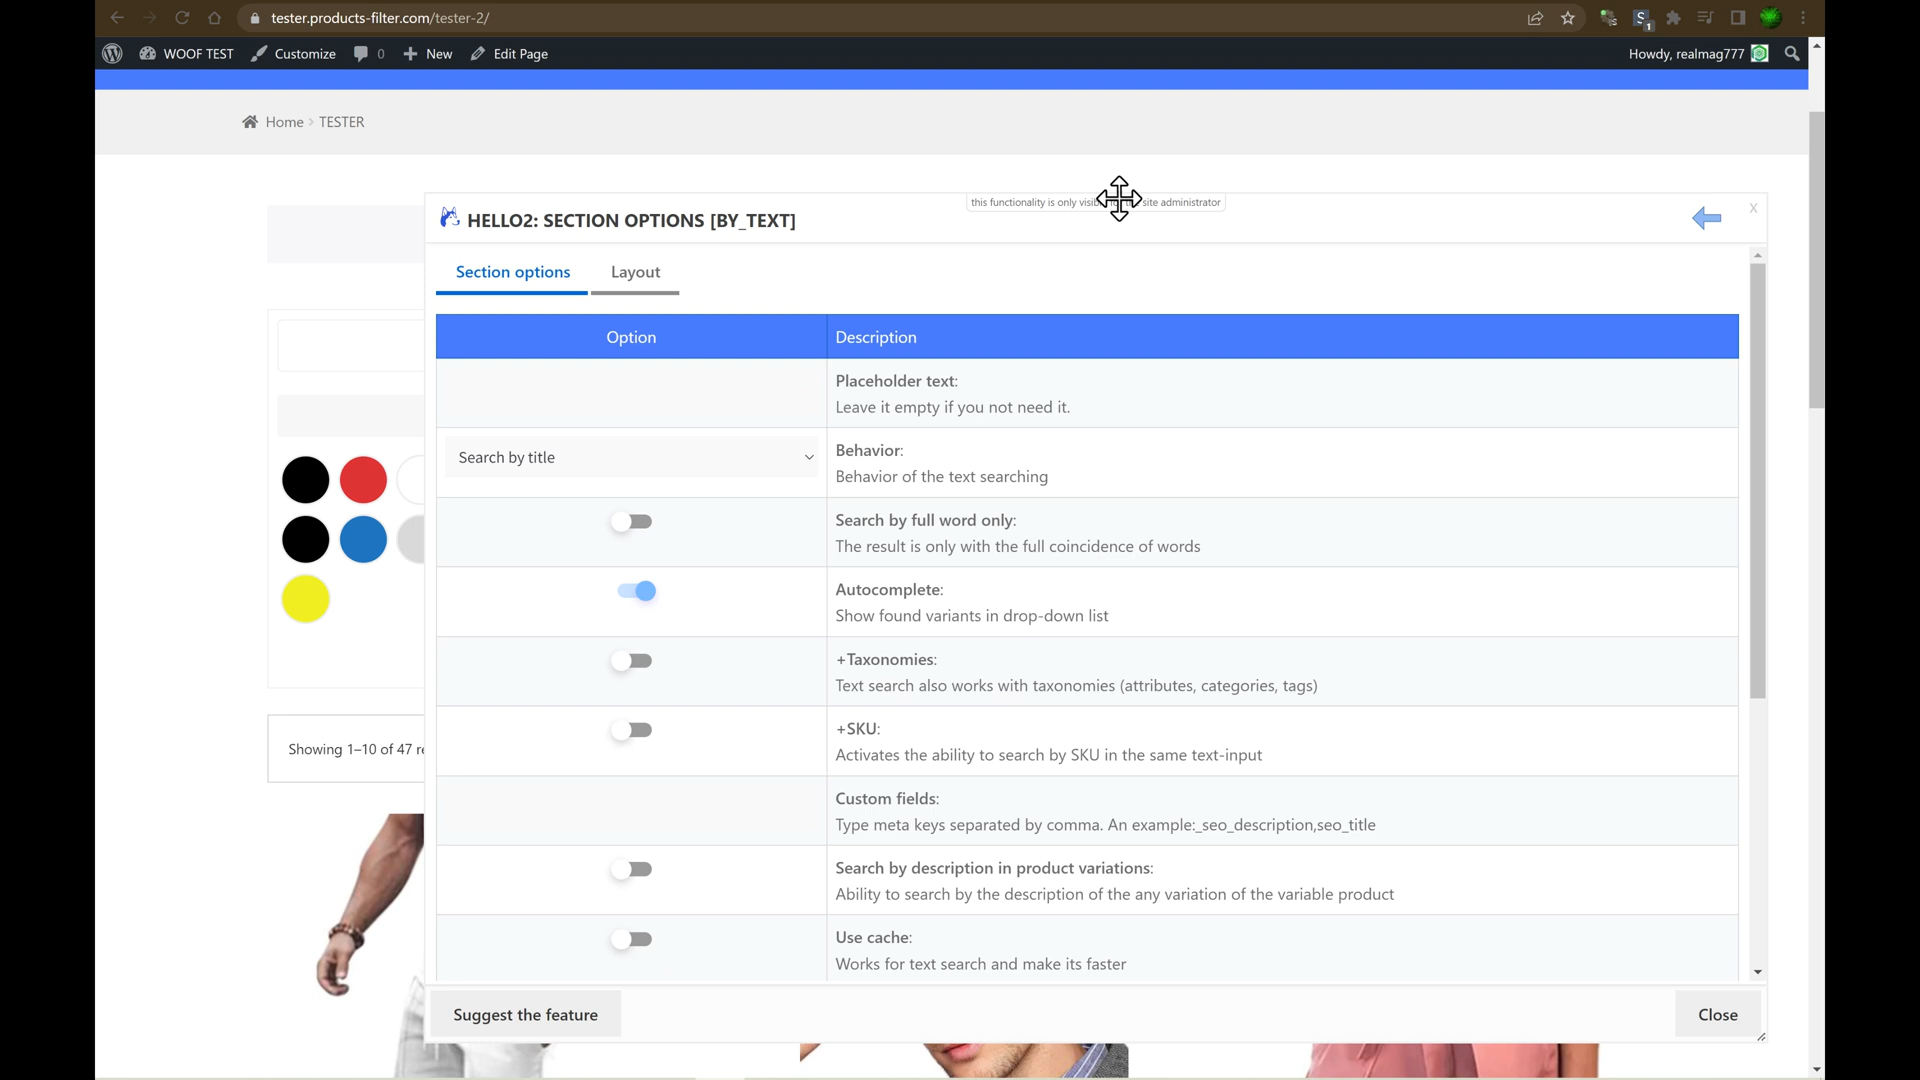 tester.products-filter.com/tester-2/
S
1
WOOF TEST
Customize
0
New
Edit Page
Howdy, realmag777
Home
TESTER
this functionality is only visib
site administrator
HELLO2: SECTION OPTIONS [BY_TEXT]
X
Section options
Layout
Option
Description
Placeholder text:
Leave it empty if you not need it.
Search by title
Behavior:
Behavior of the text searching
Search by full word only:
The result is only with the full coincidence of words
Autocomplete:
Show found variants in drop-down list
+Taxonomies:
Text search also works with taxonomies (attributes, categories, tags)
+SKU:
Activates the ability to search by SKU in the same text-input
Custom fields:
Type meta keys separated by comma. An example:_seo_description,seo_title
Search by description in product variations:
Ability to search by the description of the any variation of the variable product
Use cache:
Works for text search and make its faster
Showing 1–10 of 47 re
Suggest the feature
Close